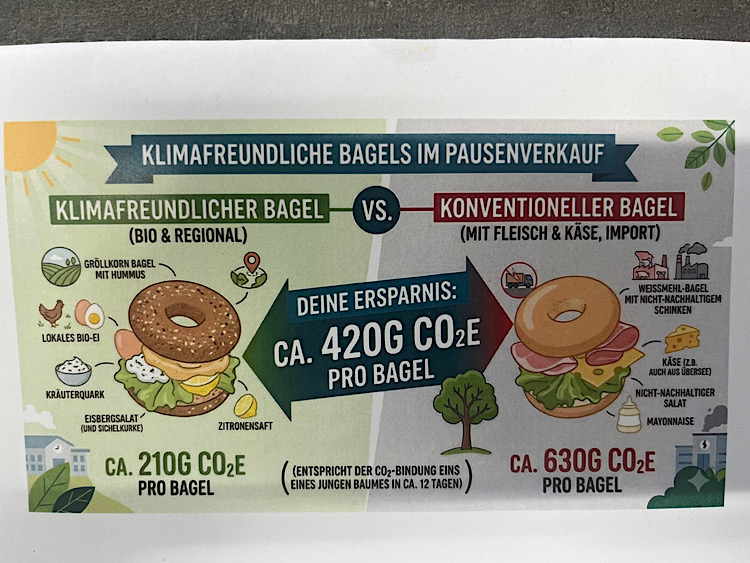 KLIMAFREUNDLICHE BAGELS IM PAUSENVERKAUF
KLIMAFREUNDLICHER BAGEL
(BIO & REGIONAL)
VS.
KONVENTIONELLER BAGEL
(MIT FLEISCH & KÄSE, IMPORT)
GRÖLLKORN BAGEL
MIT HUMMUS
LOKALES BIO-EI
KRÄUTERQUARK
EISBERGSALAT
(UND SICHELKURKE)
ZITRONENSAFT
CA. 210G CO₂E
PRO BAGEL
DEINE ERSPARNIS:
CA. 420G CO₂E
PRO BAGEL
(ENTSPRICHT DER CO₂-BINDUNG EINS
EINES JUNGEN BAUMES IN CA. 12 TAGEN)
WEISSMEHL-BAGEL
MIT NICHT-NACHHALTIGEM
SCHINKEN
KÄSE (Z.B.
AUCH AUS ÜBERSEE)
NICHT-NACHHALTIGER
SALAT
MAYONNAISE
CA. 630G CO₂E
PRO BAGEL